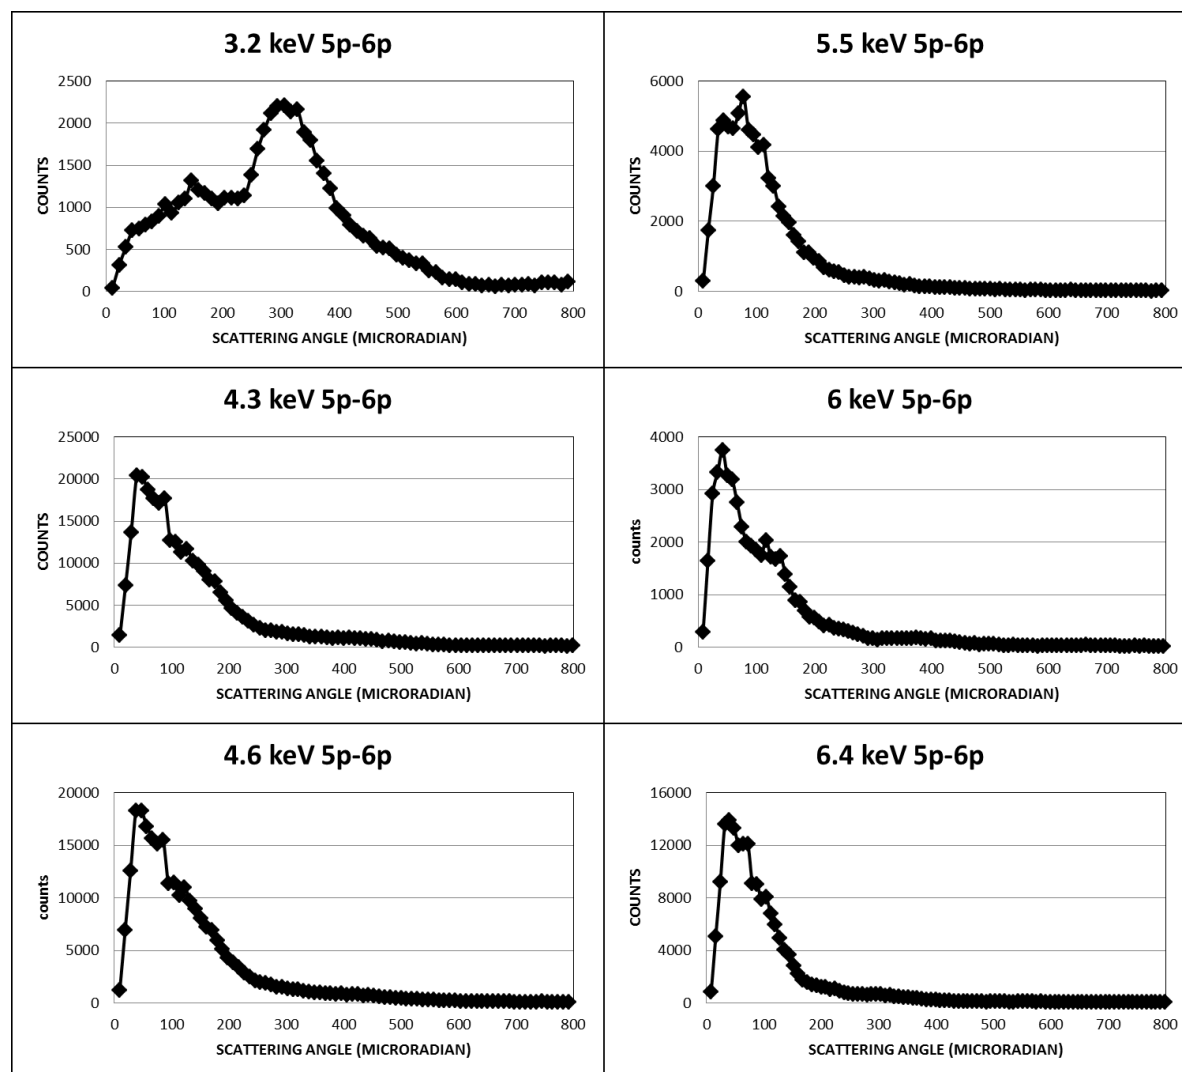 3.2 keV 5p-6p
2500
2000
1500
1000
500
0
COUNTS
0 100 200 300 400 500 600 700 800
SCATTERING ANGLE (MICRORADIAN)
5.5 keV 5p-6p
6000
4000
2000
0
COUNTS
0 100 200 300 400 500 600 700 800
SCATTERING ANGLE (MICRORADIAN)
4.3 keV 5p-6p
25000
20000
15000
10000
5000
0
COUNTS
0 100 200 300 400 500 600 700 800
SCATTERING ANGLE (MICRORADIAN)
6 keV 5p-6p
4000
3000
2000
1000
0
counts
0 100 200 300 400 500 600 700 800
SCATTERING ANGLE (MICRORADIAN)
4.6 keV 5p-6p
20000
15000
10000
5000
0
counts
0 100 200 300 400 500 600 700 800
SCATTERING ANGLE (MICRORADIAN)
6.4 keV 5p-6p
16000
12000
8000
4000
0
COUNTS
0 100 200 300 400 500 600 700 800
SCATTERING ANGLE (MICRORADIAN)